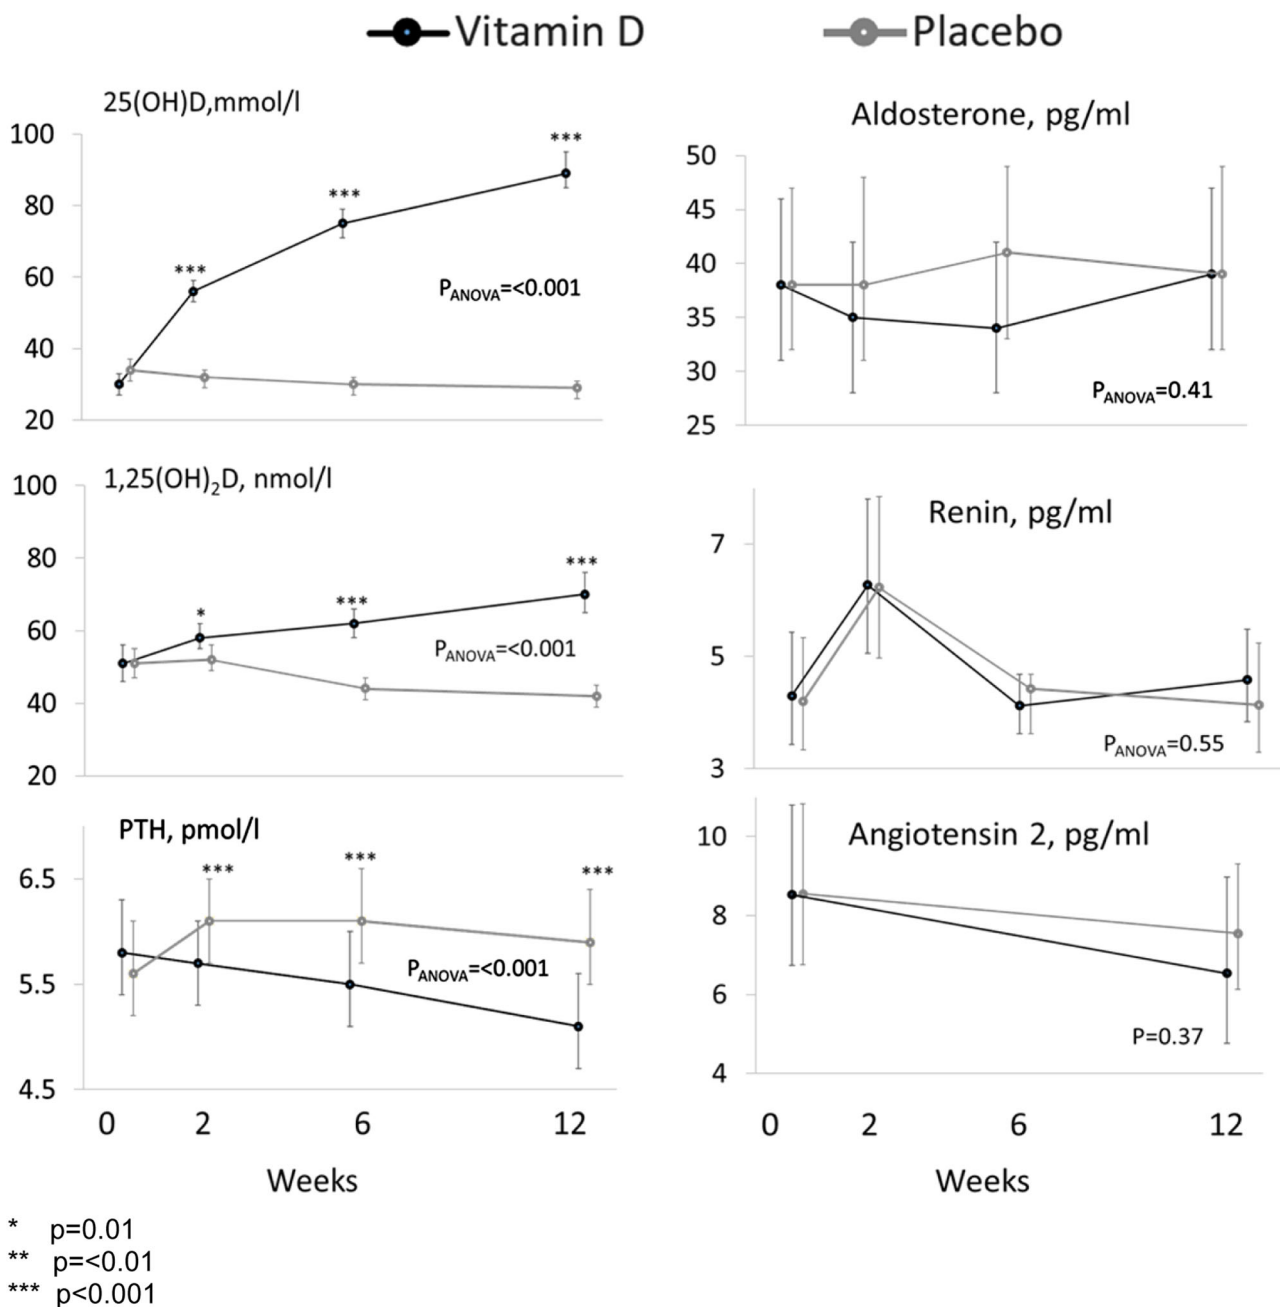 Vitamin D
Placebo
25(OH)D,mmol/l
100
80
60
40
20
***
***
***
PANOVA=<0.001
Aldosterone, pg/ml
50
45
40
35
30
25
PANOVA=0.41
1,25(OH)2D, nmol/l
100
80
60
40
20
*
***
***
PANOVA=<0.001
Renin, pg/ml
7
5
3
PANOVA=0.55
PTH, pmol/l
6.5
5.5
4.5
***
***
***
PANOVA=<0.001
0 2 6 12
Weeks
Angiotensin 2, pg/ml
10
8
6
4
P=0.37
0 2 6 12
Weeks
* p=0.01
** p=<0.01
*** p<0.001